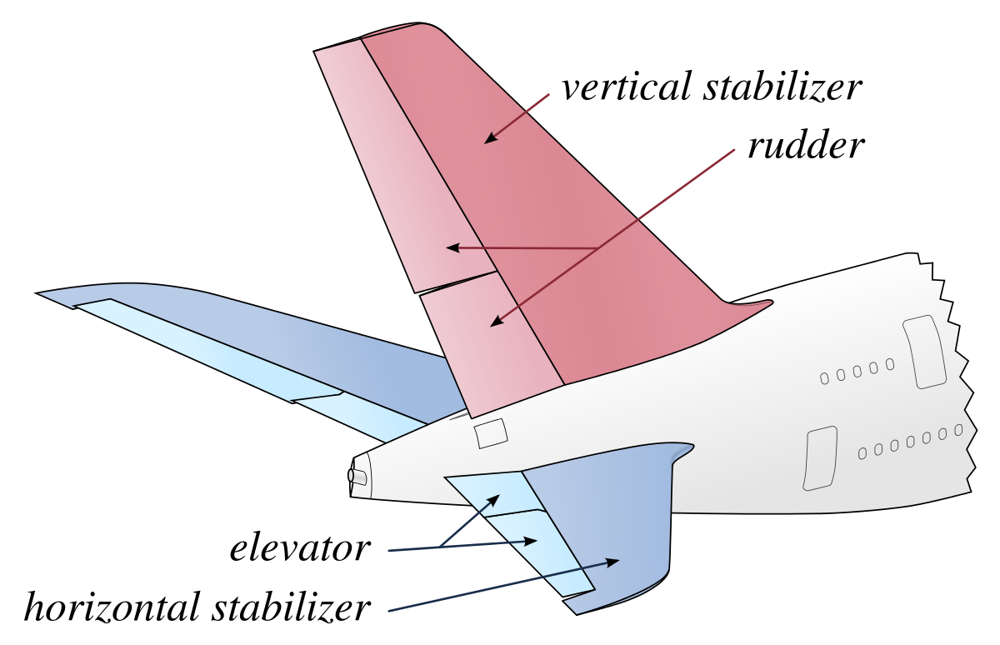 vertical stabilizer
rudder
elevator
horizontal stabilizer